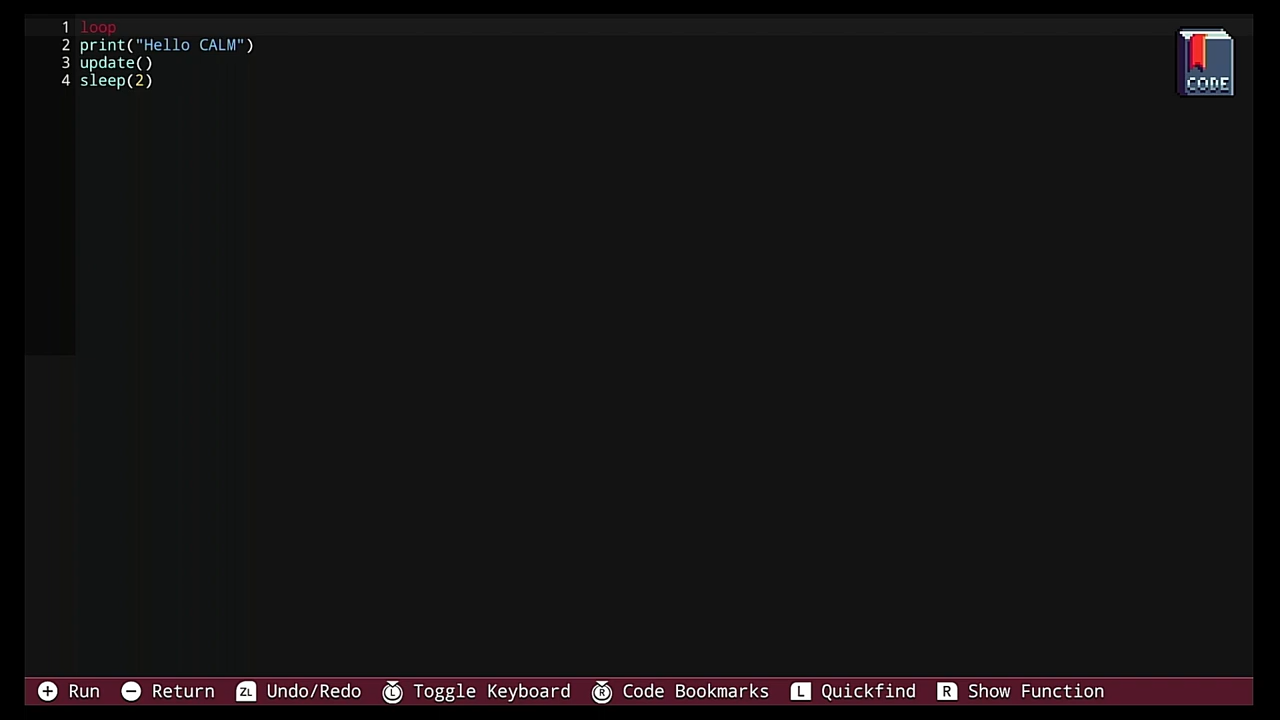 1 loop
2 print("Hello CALM")
3 update()
4 sleep(2)
CODE
+ Run - Return ZL Undo/Redo L Toggle Keyboard R Code Bookmarks L Quickfind R Show Function